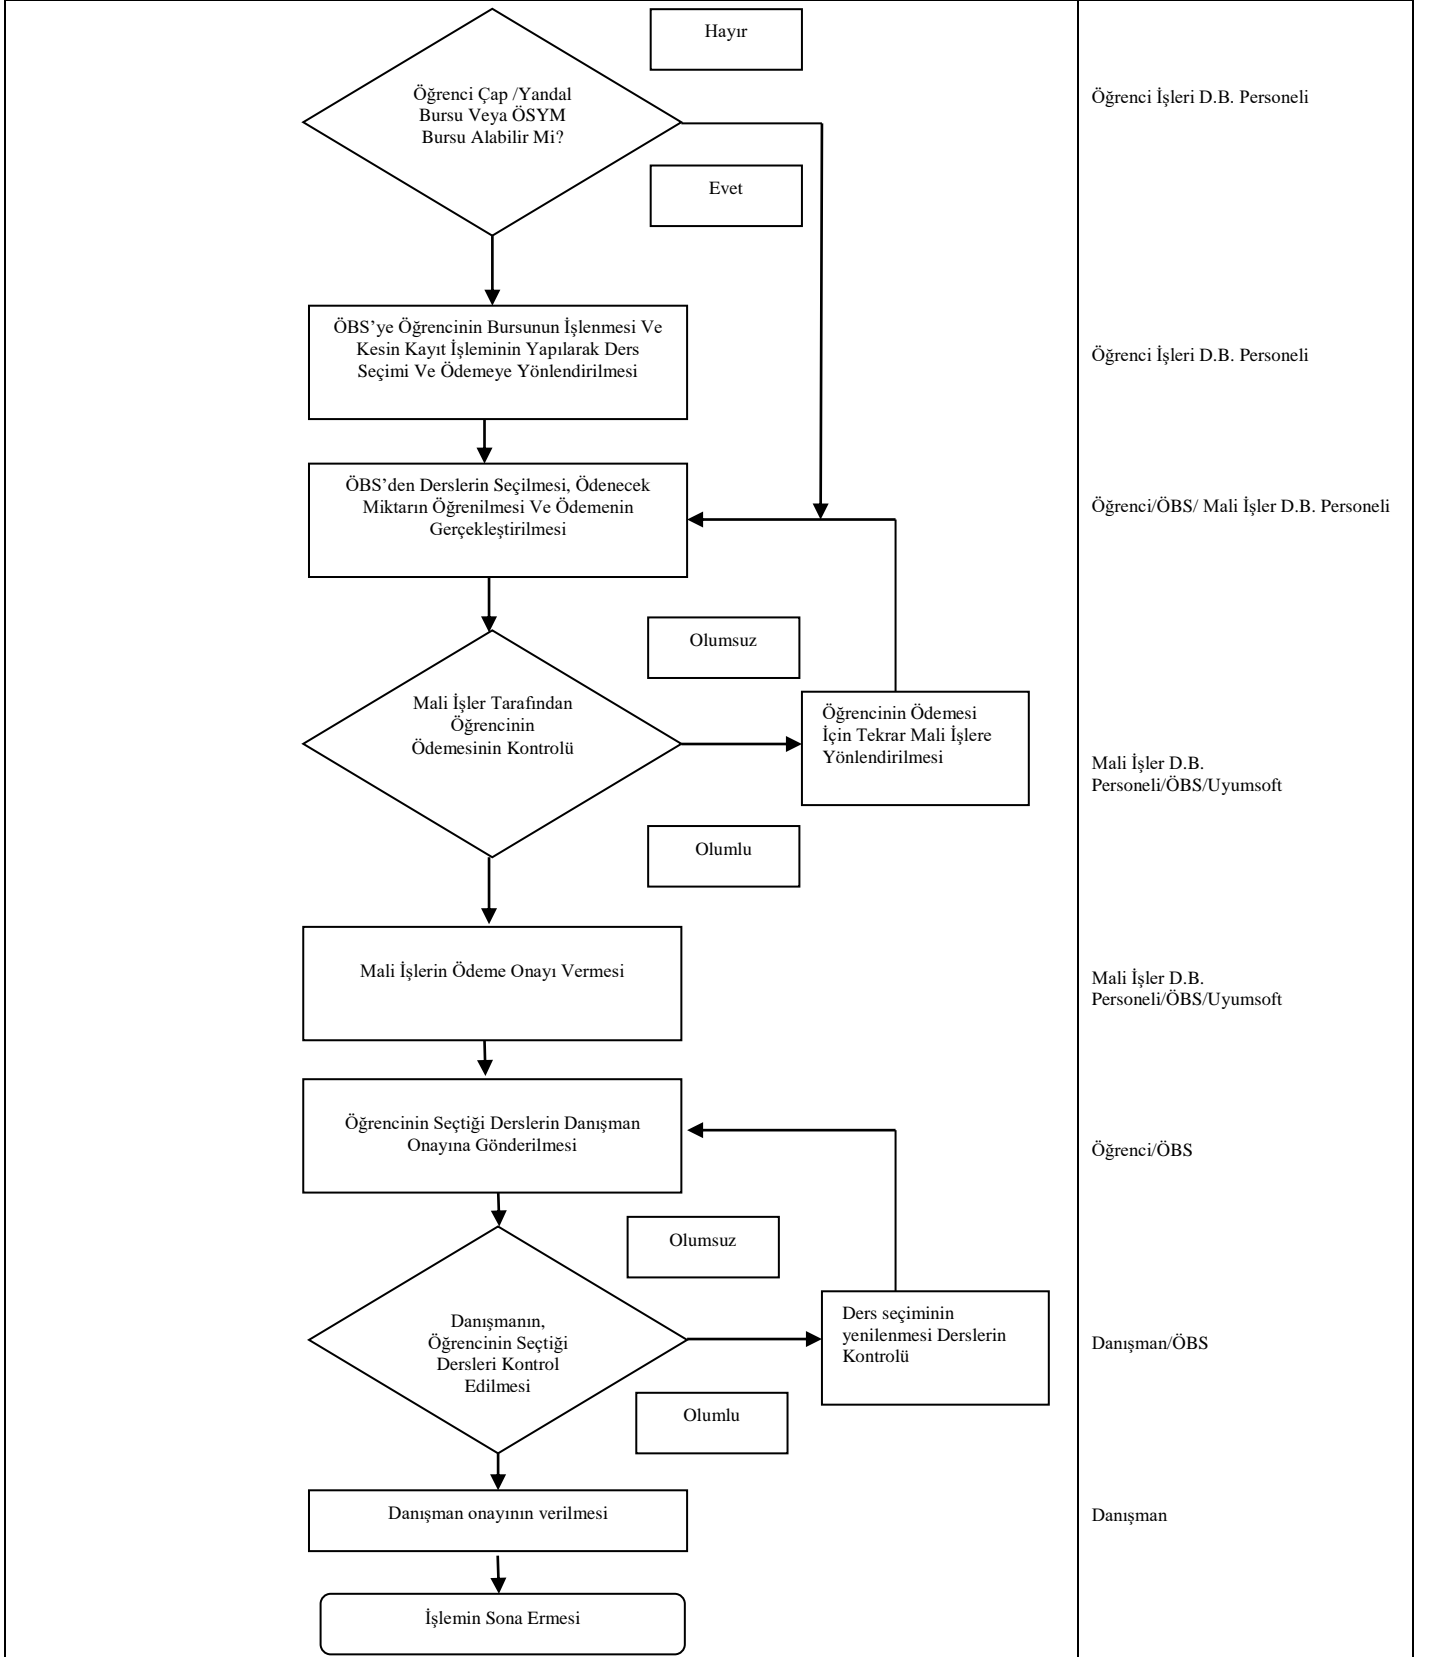 Hayır
Öğrenci Çap /Yandal
Bursu Veya ÖSYM
Bursu Alabilir Mi?
Öğrenci İşleri D.B. Personeli
Evet
ÖBS’ye Öğrencinin Bursunun İşlenmesi Ve
Kesin Kayıt İşleminin Yapılarak Ders
Seçimi Ve Ödemeye Yönlendirilmesi
Öğrenci İşleri D.B. Personeli
ÖBS’den Derslerin Seçilmesi, Ödenecek
Miktarın Öğrenilmesi Ve Ödemenin
Gerçekleştirilmesi
Öğrenci/ÖBS/ Mali İşler D.B. Personeli
Olumsuz
Mali İşler Tarafından
Öğrencinin
Ödemesinin Kontrolü
Öğrencinin Ödemesi
İçin Tekrar Mali İşlere
Yönlendirilmesi
Mali İşler D.B.
Personeli/ÖBS/Uyumsoft
Olumlu
Mali İşlerin Ödeme Onayı Vermesi
Mali İşler D.B.
Personeli/ÖBS/Uyumsoft
Öğrencinin Seçtiği Derslerin Danışman
Onayına Gönderilmesi
Öğrenci/ÖBS
Olumsuz
Danışmanın,
Öğrencinin Seçtiği
Dersleri Kontrol
Edilmesi
Ders seçiminin
yenilenmesi Derslerin
Kontrolü
Danışman/ÖBS
Olumlu
Danışman onayının verilmesi
Danışman
İşlemin Sona Ermesi